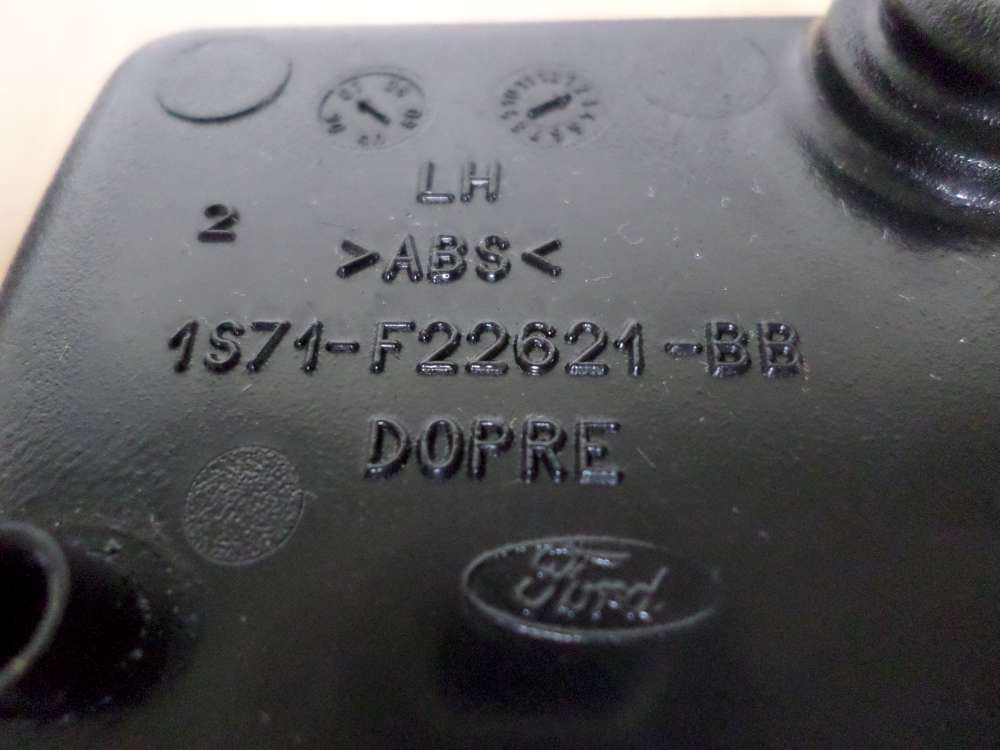 LH
2
>ABS<
1S71-F22621-BB
DOPRE
Ford